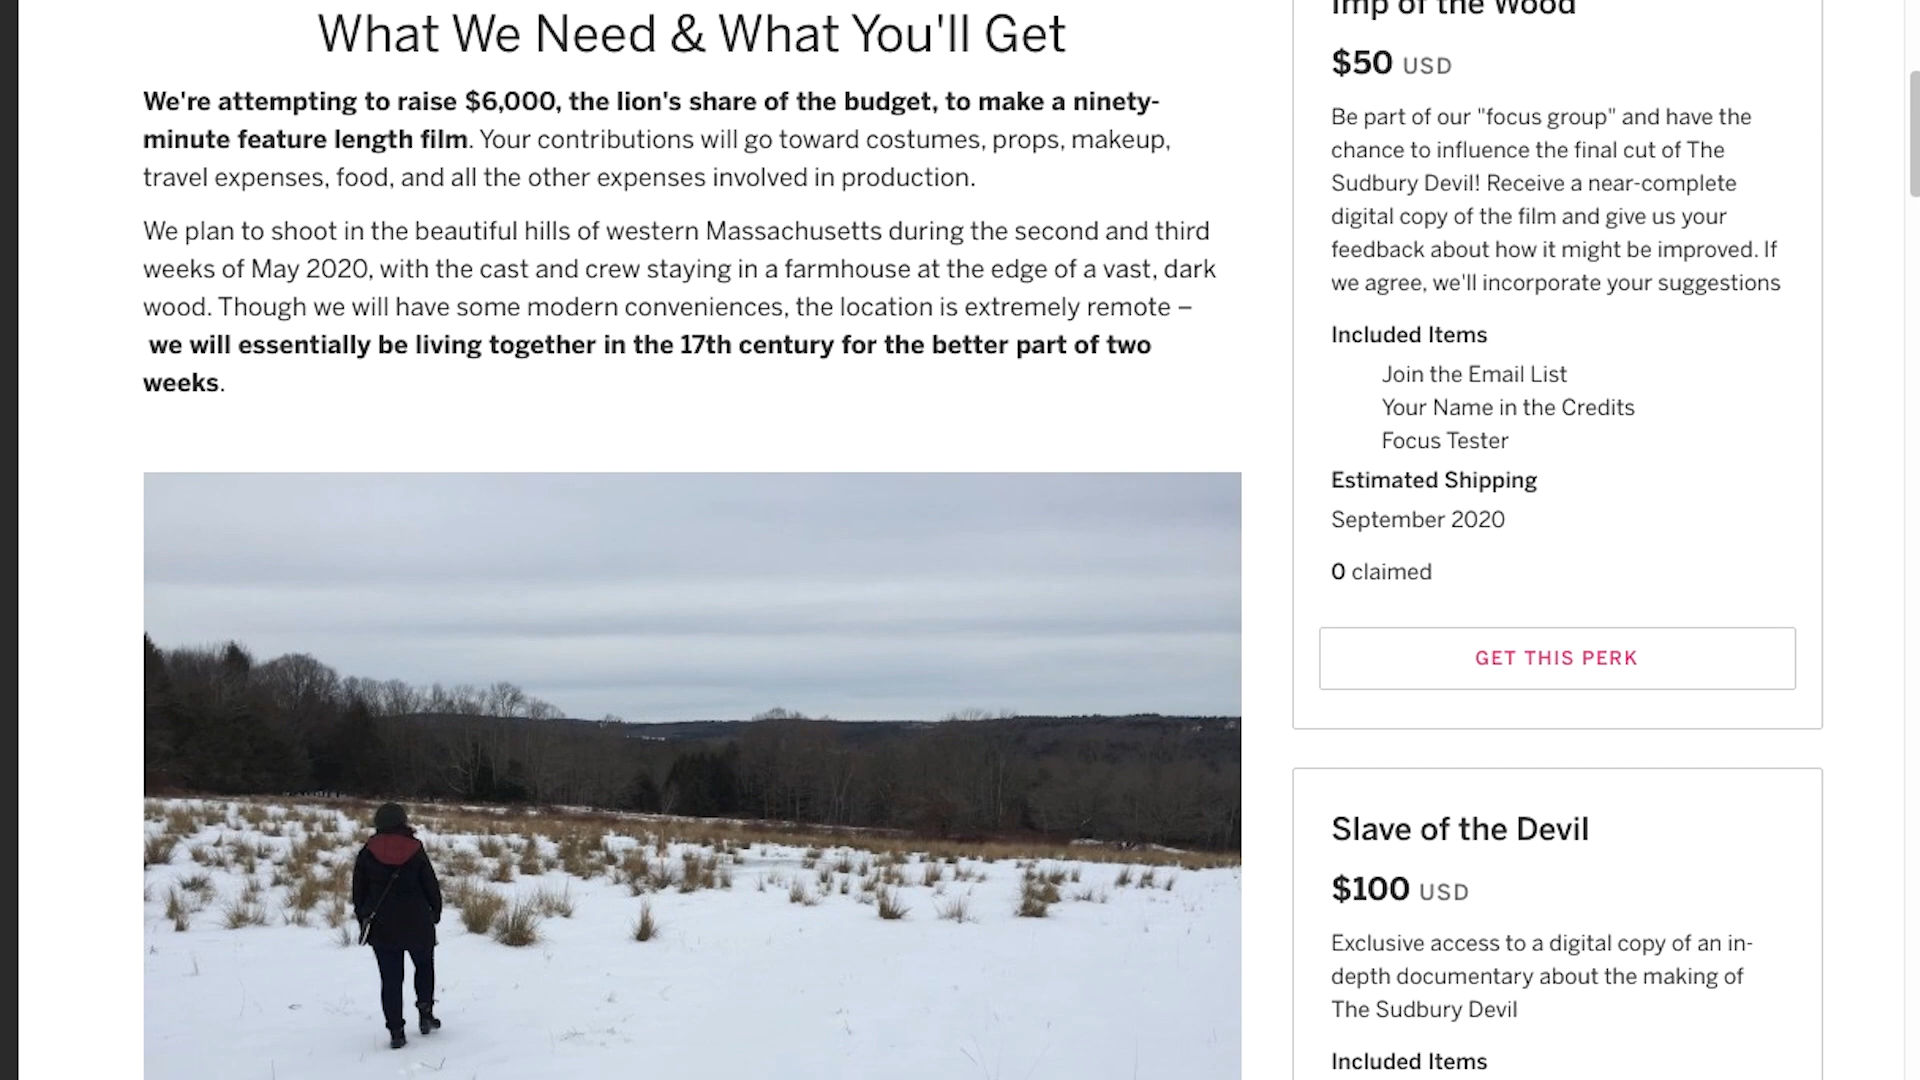 What We Need & What You'll Get
We're attempting to raise $6,000, the lion's share of the budget, to make a ninety-
minute feature length film. Your contributions will go toward costumes, props, makeup,
travel expenses, food, and all the other expenses involved in production.
We plan to shoot in the beautiful hills of western Massachusetts during the second and third
weeks of May 2020, with the cast and crew staying in a farmhouse at the edge of a vast, dark
wood. Though we will have some modern conveniences, the location is extremely remote –
we will essentially be living together in the 17th century for the better part of two
weeks.
Imp of the Wood
$50 USD
Be part of our "focus group" and have the
chance to influence the final cut of The
Sudbury Devil! Receive a near-complete
digital copy of the film and give us your
feedback about how it might be improved. If
we agree, we'll incorporate your suggestions
Included Items
Join the Email List
Your Name in the Credits
Focus Tester
Estimated Shipping
September 2020
0 claimed
GET THIS PERK
Slave of the Devil
$100 USD
Exclusive access to a digital copy of an in-
depth documentary about the making of
The Sudbury Devil
Included Items